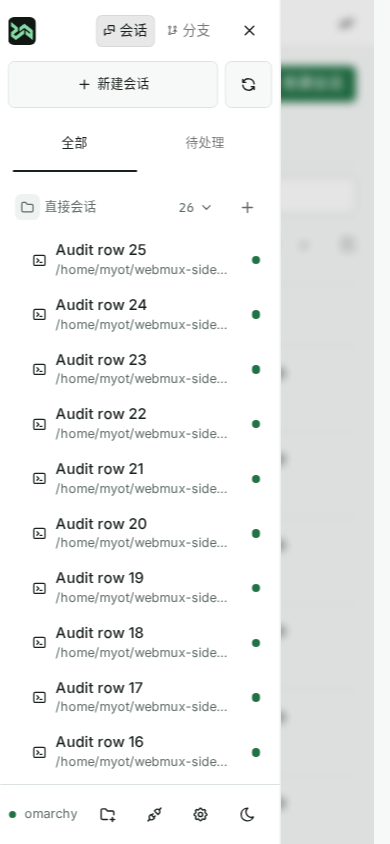 会话 分支
新建会话
全部 待处理
直接会话 26
Audit row 25
/home/myot/webmux-side...
Audit row 24
/home/myot/webmux-side...
Audit row 23
/home/myot/webmux-side...
Audit row 22
/home/myot/webmux-side...
Audit row 21
/home/myot/webmux-side...
Audit row 20
/home/myot/webmux-side...
Audit row 19
/home/myot/webmux-side...
Audit row 18
/home/myot/webmux-side...
Audit row 17
/home/myot/webmux-side...
Audit row 16
/home/myot/webmux-side...
omarchy